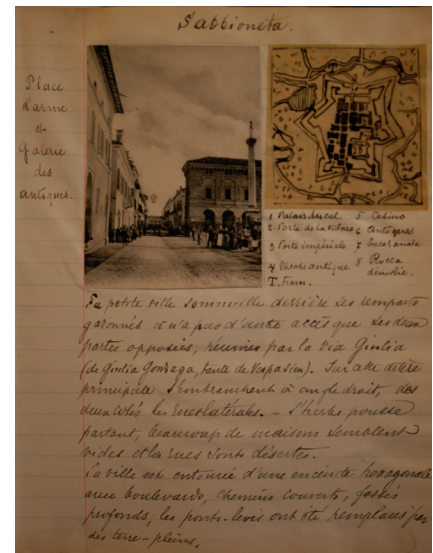 Sabbioneta.
Place
d'arme
et
Galerie
des
antiques.
1 Palais ducal 5 Casino
2 Porte de la Victoire 6 Antiques
3 Porte impériale 7 Incoronata
4 théâtre antique 8 Rocca
démolie.
T. Tram.
La petite ville sommeille derrière ses remparts
gazonnés et n'a pas d'autre accès que ses deux
portes opposées, réunies par la Via Giulia
(de Giulia Gonzaga, tante de Vespasien). Sur cette artère
principale s'embranchent à angle droit, des
deux côtés les rues latérales. - L'herbe pousse
partout, beaucoup de maisons semblent
vides et les rues sont désertes.
La ville est entourée d'une enceinte hexagonale
avec boulevards, chemins couverts, fossés
profonds; les ponts-levis ont été remplacés par
des terre-pleins.